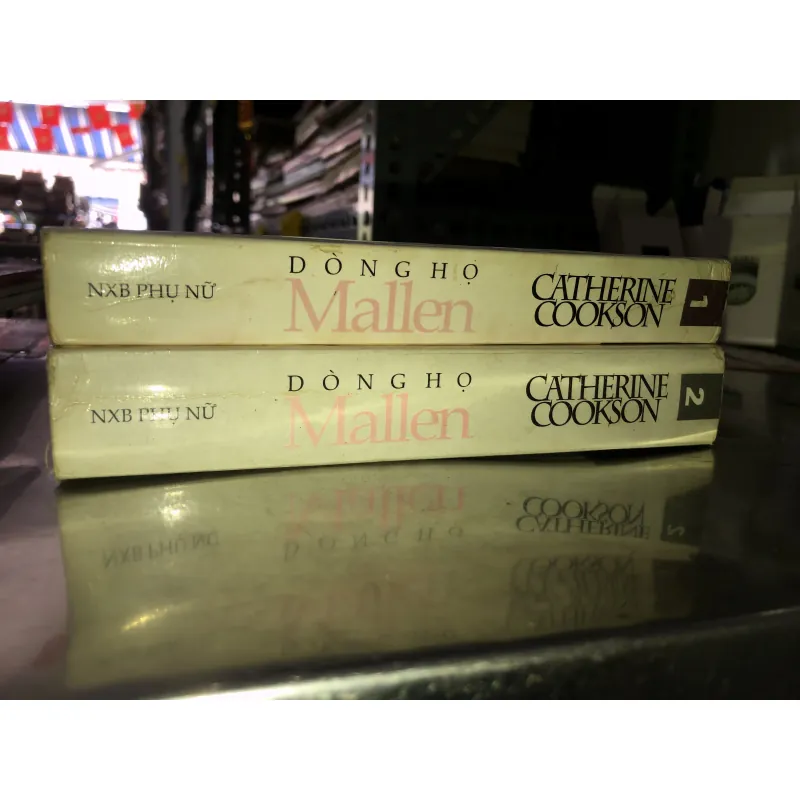 NXB PHỤ NỮ
DÒNG HỌ
Mallen
CATHERINE
COOKSON
1
NXB PHỤ NỮ
DÒNG HỌ
Mallen
CATHERINE
COOKSON
2